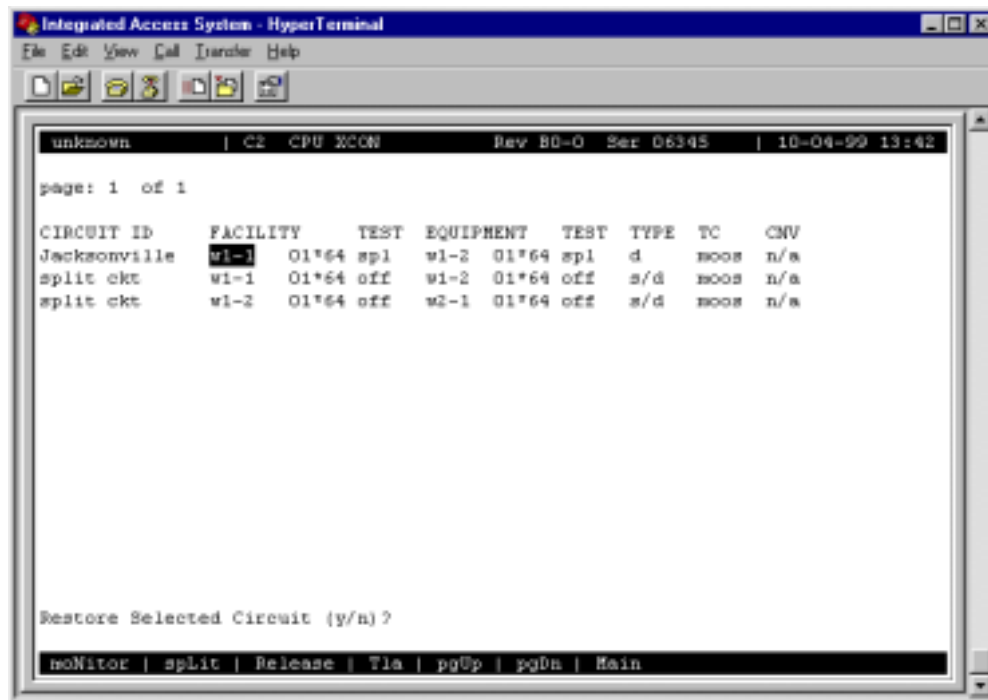 Integrated Access System - HyperTerminal
File Edit View Call Transfer Help
unknown | C2 CPU XCON Rev B0-0 Ser 06345 | 10-04-99 13:42
page: 1 of 1
CIRCUIT ID FACILITY TEST EQUIPMENT TEST TYPE TC CNV
Jacksonville w1-1 01*64 spl w1-2 01*64 spl d moos n/a
split ckt w1-1 01*64 off w1-2 01*64 off s/d moos n/a
split ckt w1-2 01*64 off w2-1 01*64 off s/d moos n/a
Restore Selected Circuit (y/n)?
moNitor | spLit | Release | Tla | pgUp | pgDn | Main